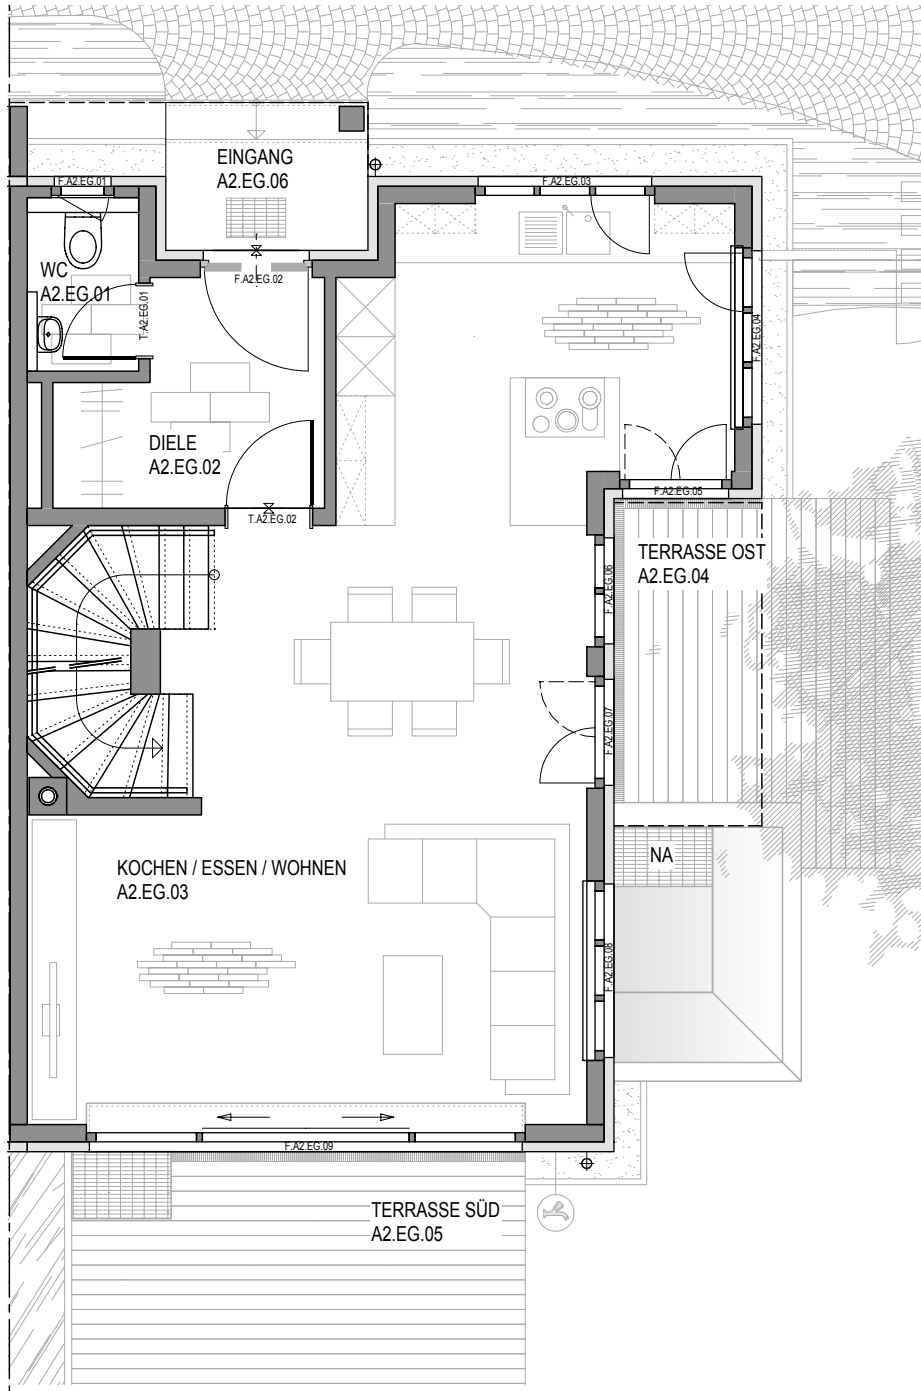 EINGANG
A2.EG.06
F.A2.EG.01
F.A2.EG.03
WC
A2.EG.01
F.A2.EG.02
T.A2.EG.01
F.A2.EG.04
DIELE
A2.EG.02
T.A2.EG.02
F.A2.EG.05
TERRASSE OST
A2.EG.04
F.A2.EG.06
F.A2.EG.07
NA
KOCHEN / ESSEN / WOHNEN
A2.EG.03
F.A2.EG.08
F.A2.EG.09
TERRASSE SÜD
A2.EG.05